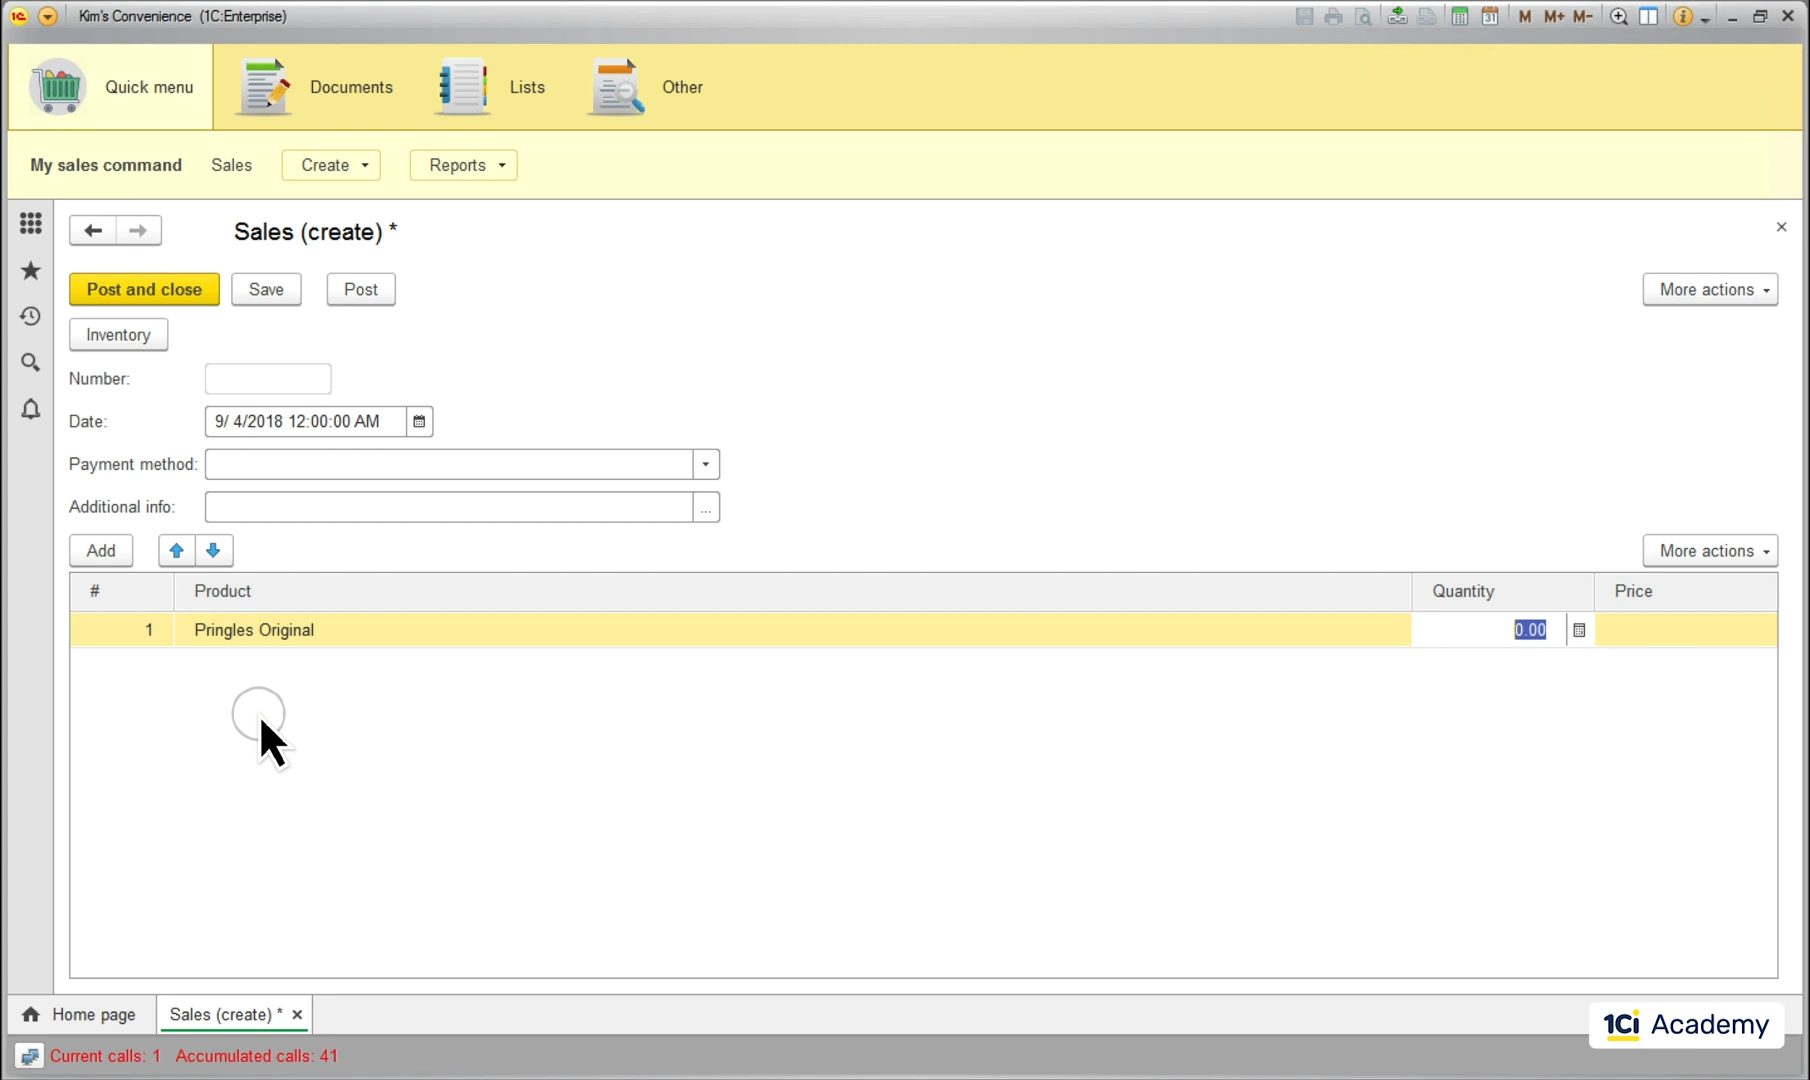 Kim's Convenience (1C:Enterprise)
M M+ M-
Quick menu
Documents
Lists
Other
My sales command
Sales
Create
Reports
Sales (create) *
Post and close
Save
Post
More actions
Inventory
Number:
Date:
9/ 4/2018 12:00:00 AM
Payment method:
Additional info:
...
Add
More actions
# Product Quantity Price
1 Pringles Original 0.00
Home page
Sales (create) *
1Ci Academy
Current calls: 1 Accumulated calls: 41